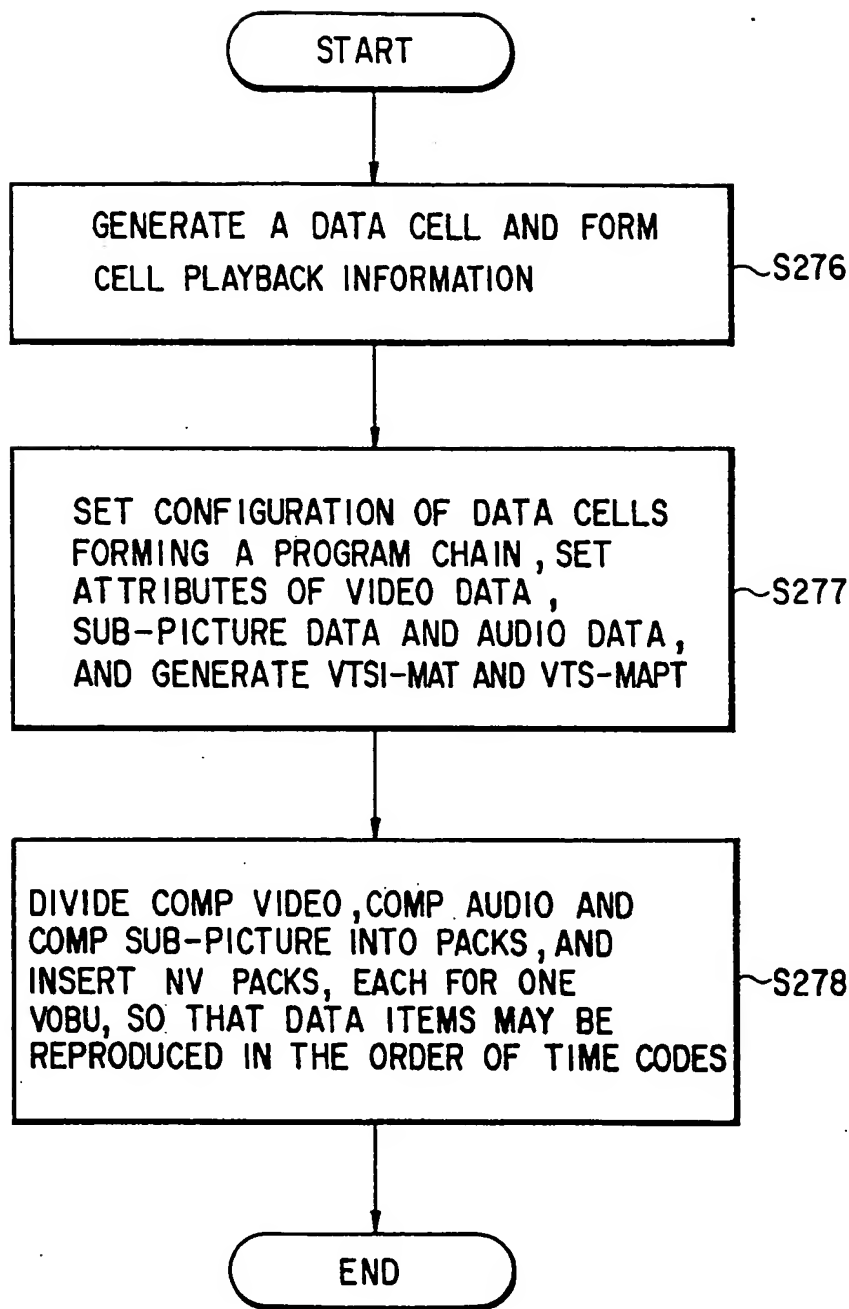 START
GENERATE A DATA CELL AND FORM
CELL PLAYBACK INFORMATION
S276
SET CONFIGURATION OF DATA CELLS
FORMING A PROGRAM CHAIN, SET
ATTRIBUTES OF VIDEO DATA,
SUB-PICTURE DATA AND AUDIO DATA,
AND GENERATE VTSI-MAT AND VTS-MAPT
S277
DIVIDE COMP VIDEO, COMP AUDIO AND
COMP SUB-PICTURE INTO PACKS, AND
INSERT NV PACKS, EACH FOR ONE
VOBU, SO THAT DATA ITEMS MAY BE
REPRODUCED IN THE ORDER OF TIME CODES
S278
END